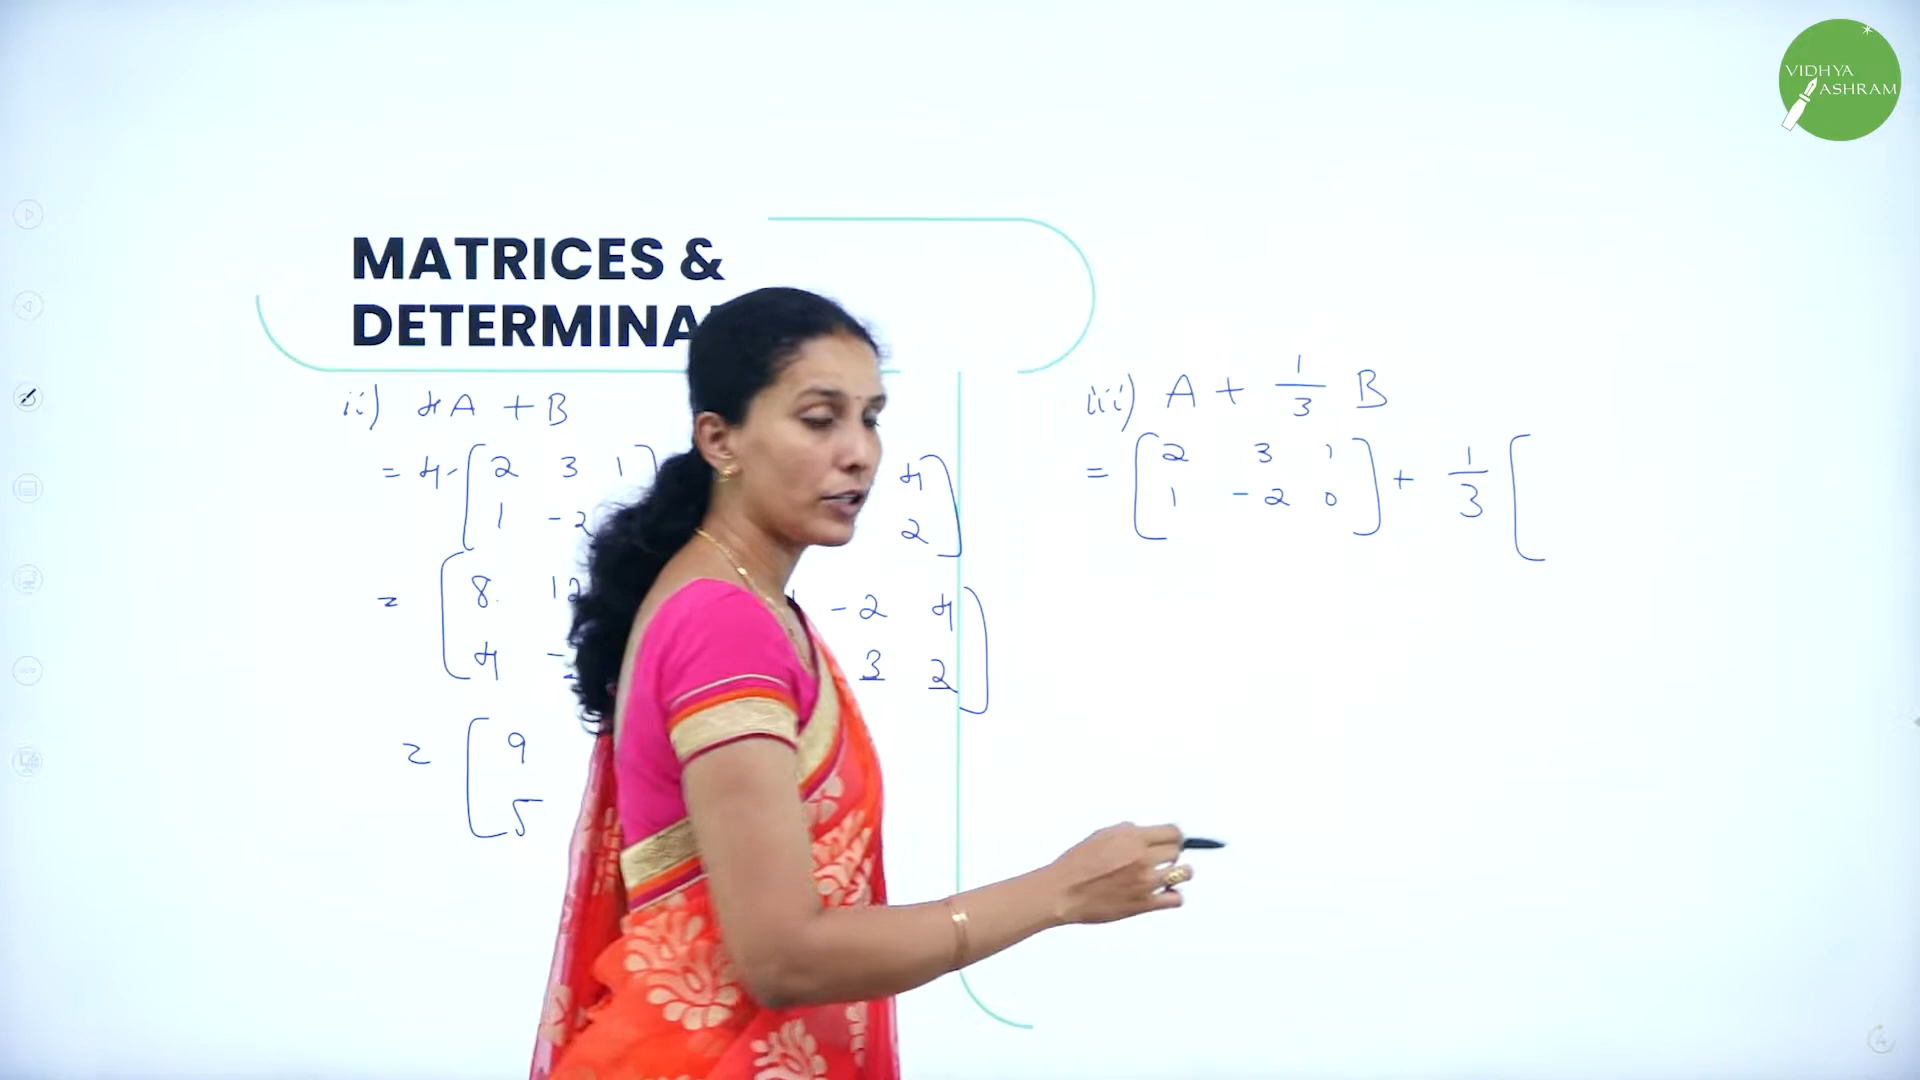 VIDHYA
ASHRAM
MATRICES &
DETERMINA
ii) 4A + B
= 4 · [ 2 3 1 ] 4 ]
1 -2 2
= [ 8 12 -2 4 ]
4 - 3 2
= [ 9
5
iii) A + 1/3 B
= [ 2 3 1 ] + 1/3 [
1 -2 0